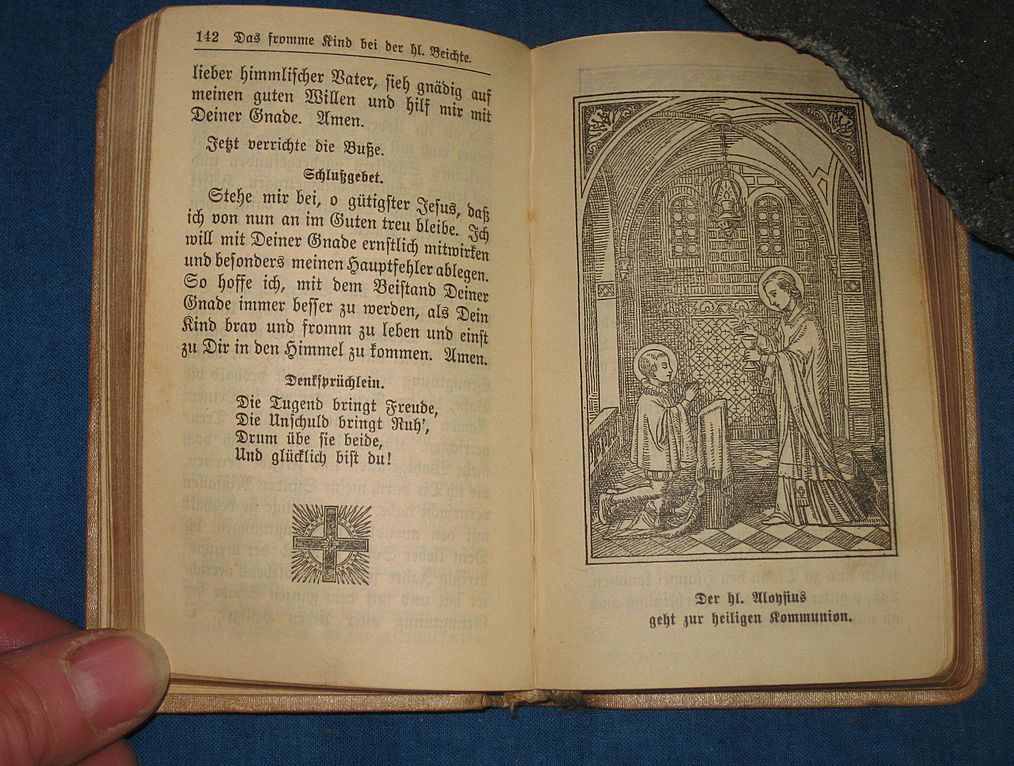 142 Das fromme Kind bei der hl. Beichte.
lieber himmlischer Vater, sieh gnädig auf
meinen guten Willen und hilf mir mit
Deiner Gnade. Amen.
Jetzt verrichte die Buße.
Schlußgebet.
Stehe mir bei, o gütigster Jesus, daß
ich von nun an im Guten treu bleibe. Ich
will mit Deiner Gnade ernstlich mitwirken
und besonders meinen Hauptfehler ablegen.
So hoffe ich, mit dem Beistand Deiner
Gnade immer besser zu werden, als Dein
Kind brav und fromm zu leben und einst
zu Dir in den Himmel zu kommen. Amen.
Denksprüchlein.
Die Tugend bringt Freude,
Die Unschuld bringt Ruh',
Drum übe sie beide,
Und glücklich bist du!
Der hl. Aloysius
geht zur heiligen Kommunion.